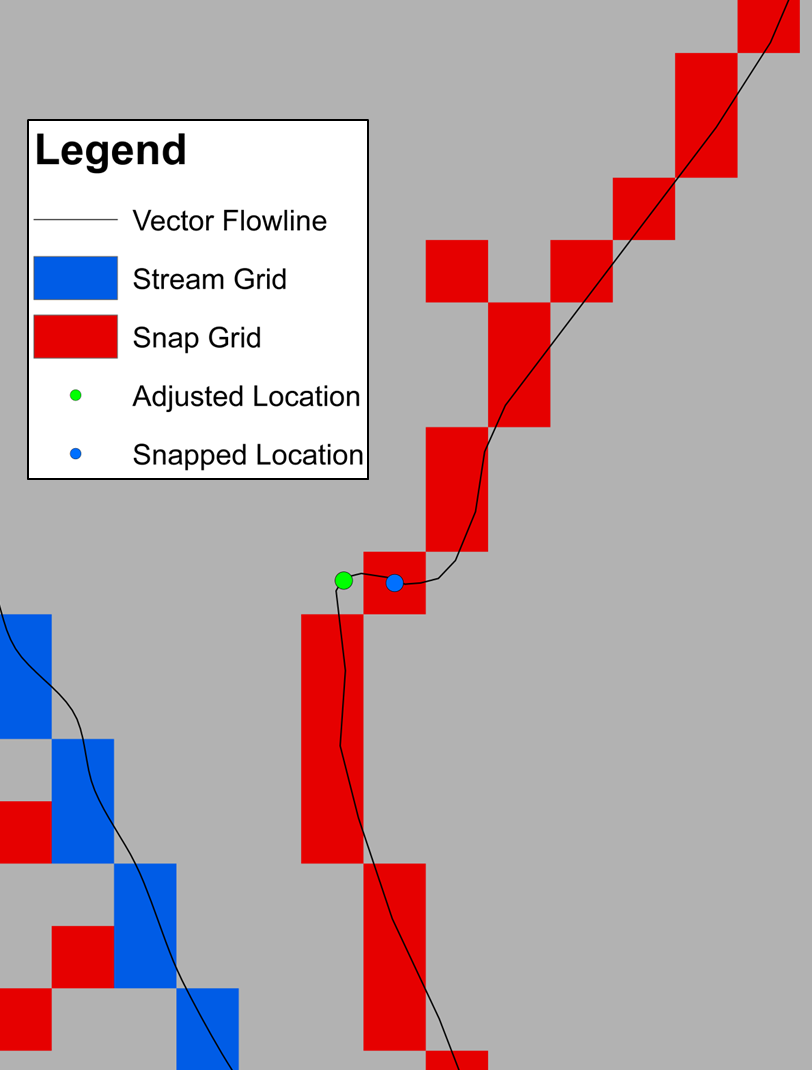 Legend
Vector Flowline
Stream Grid
Snap Grid
Adjusted Location
Snapped Location